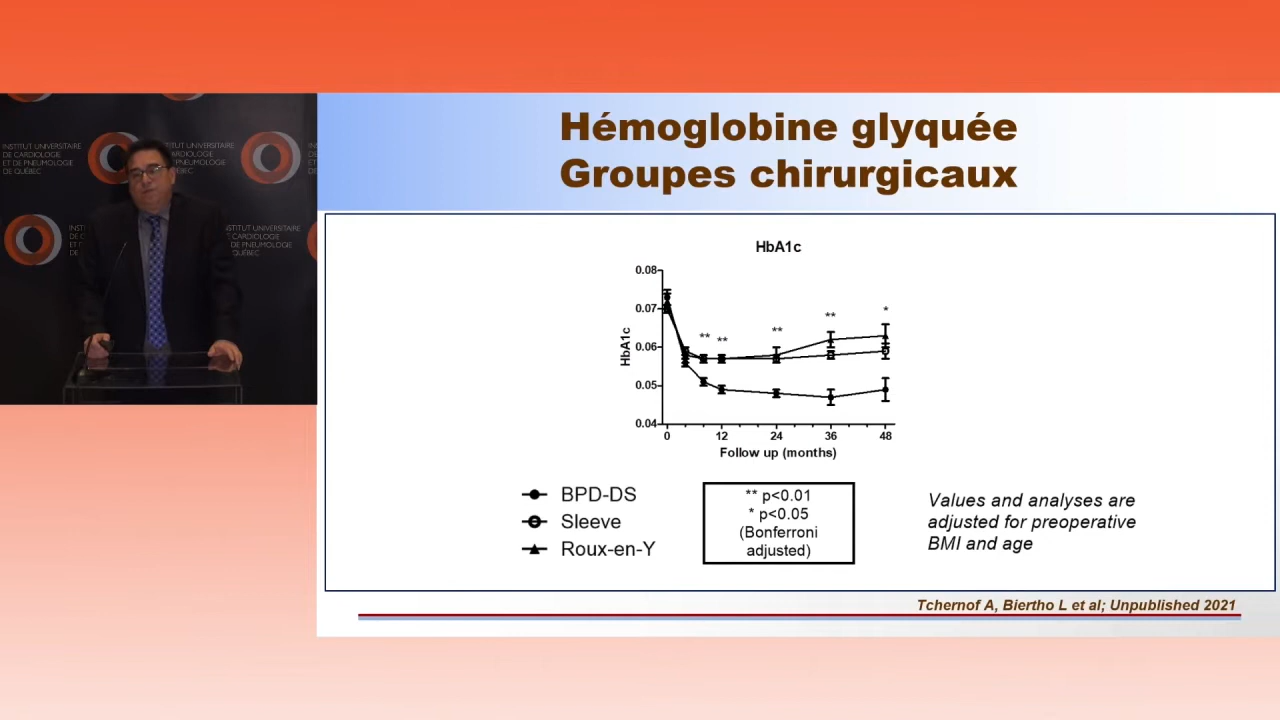 INSTITUT UNIVERSITAIRE
DE CARDIOLOGIE
ET DE PNEUMOLOGIE
DE QUÉBEC
Hémoglobine glyquée
Groupes chirurgicaux
HbA1c
0.08
0.07
0.06
0.05
0.04
HbA1c
** ** ** ** *
0 12 24 36 48
Follow up (months)
BPD-DS
Sleeve
Roux-en-Y
** p<0.01
* p<0.05
(Bonferroni
adjusted)
Values and analyses are
adjusted for preoperative
BMI and age
Tchernof A, Biertho L et al; Unpublished 2021